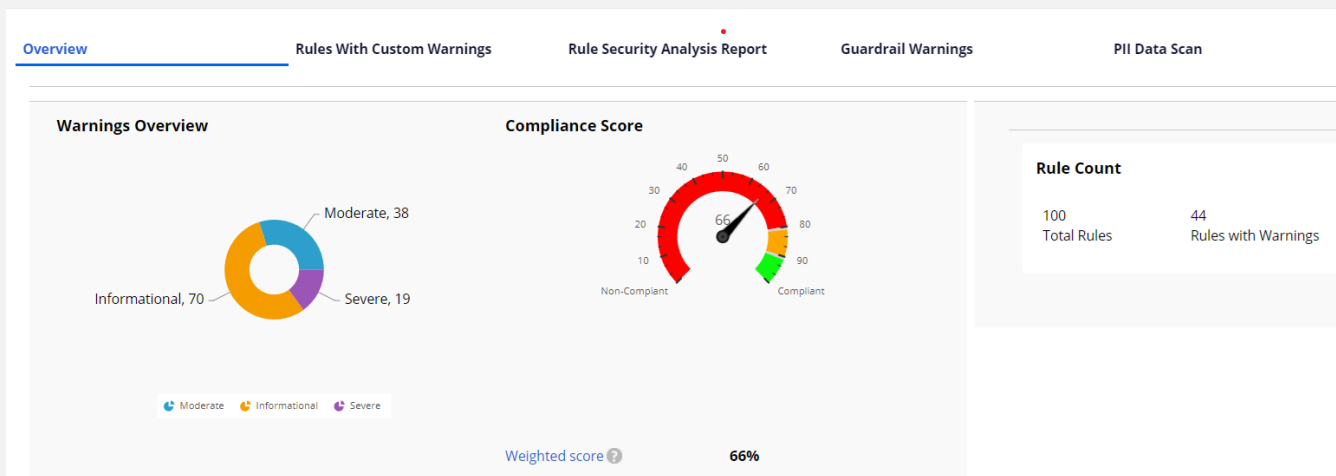 Overview
Rules With Custom Warnings
Rule Security Analysis Report
Guardrail Warnings
PII Data Scan
Warnings Overview
Moderate, 38
Informational, 70
Severe, 19
Moderate
Informational
Severe
Compliance Score
10
20
30
40
50
60
70
80
90
66
Non-Compliant
Compliant
Weighted score ?
66%
Rule Count
100
Total Rules
44
Rules with Warnings